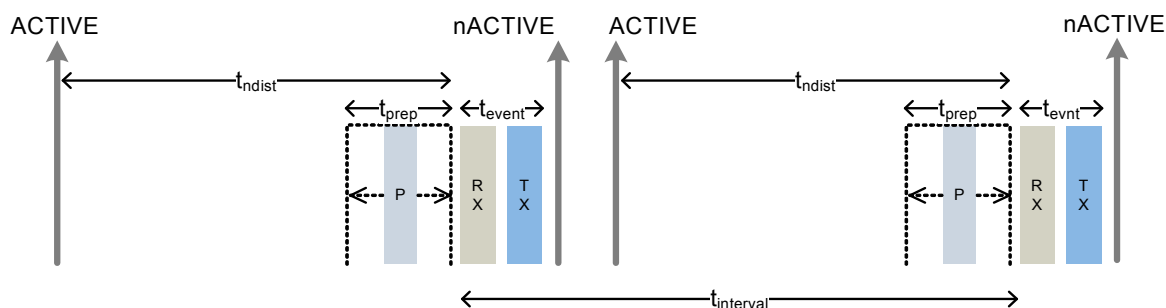 ACTIVE nACTIVE ACTIVE nACTIVE
tndist tndist
tprep tevent tprep tevnt
P R X T X P R X T X
tinterval